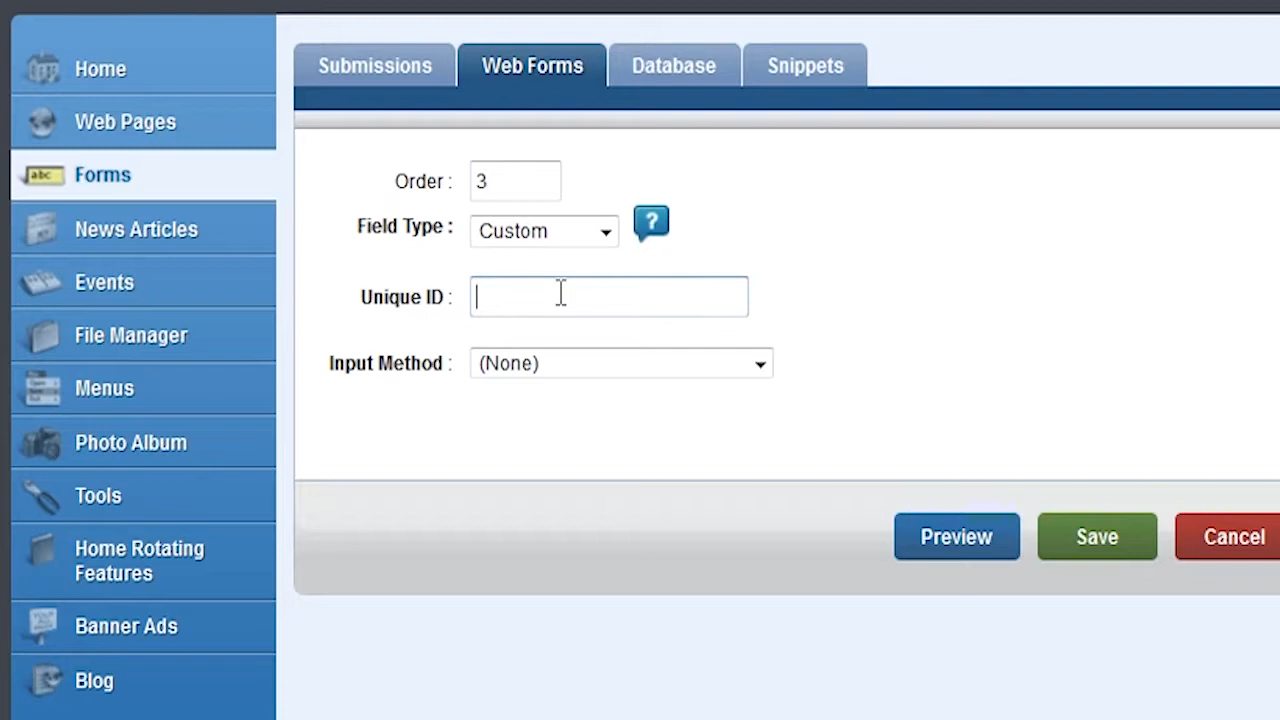 Home
Web Pages
abc
Forms
News Articles
Events
File Manager
Menus
Photo Album
Tools
Home Rotating
Features
Banner Ads
Blog
Submissions
Web Forms
Database
Snippets
Order : 3
Field Type : Custom ?
Unique ID :
Input Method : (None)
Preview
Save
Cancel